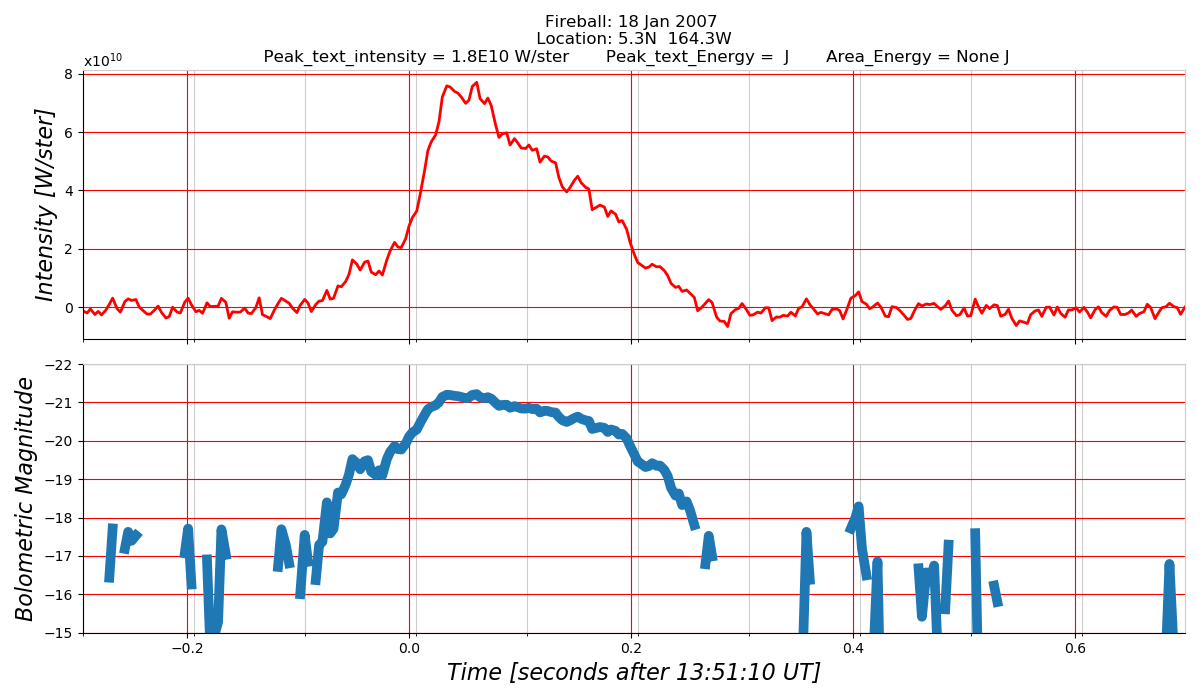 Fireball: 18 Jan 2007
Location: 5.3N  164.3W
Peak_text_intensity = 1.8E10 W/ster       Peak_text_Energy =  J       Area_Energy = None J
x10¹⁰
8
6
4
2
0
Intensity [W/ster]
−22
−21
−20
−19
−18
−17
−16
−15
Bolometric Magnitude
−0.2   0.0   0.2   0.4   0.6
Time [seconds after 13:51:10 UT]